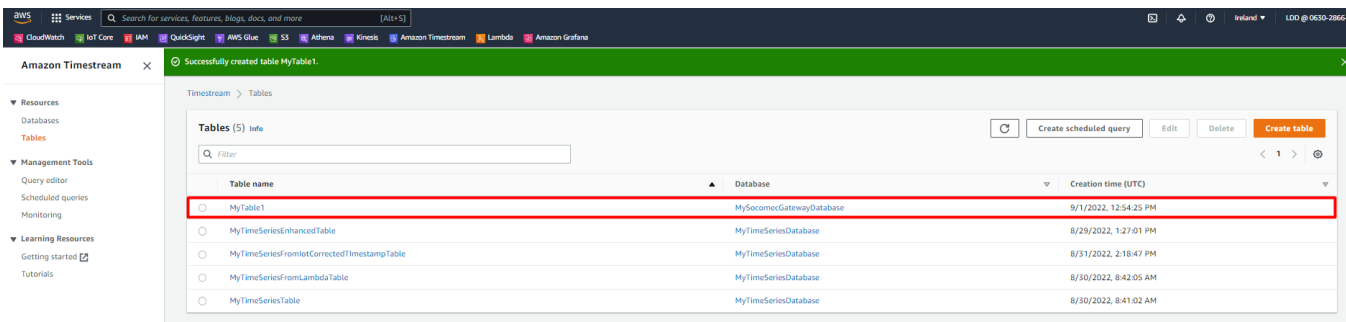 aws Services Search for services, features, blogs, docs, and more [Alt+S] Ireland LDD @ 0630-2866-
CloudWatch IoT Core IAM QuickSight AWS Glue S3 Athena Kinesis Amazon Timestream Lambda Amazon Grafana
Amazon Timestream
Successfully created table MyTable1.
Timestream > Tables
Resources
Databases
Tables
Management Tools
Query editor
Scheduled queries
Monitoring
Learning Resources
Getting started
Tutorials
Tables (5) Info
Create scheduled query Edit Delete Create table
Filter
< 1 >
Table name Database Creation time (UTC)
MyTable1 MySocomecGatewayDatabase 9/1/2022, 12:54:25 PM
MyTimeSeriesEnhancedTable MyTimeSeriesDatabase 8/29/2022, 1:27:01 PM
MyTimeSeriesFromIotCorrectedTImestampTable MyTimeSeriesDatabase 8/31/2022, 2:18:47 PM
MyTimeSeriesFromLambdaTable MyTimeSeriesDatabase 8/30/2022, 8:42:05 AM
MyTimeSeriesTable MyTimeSeriesDatabase 8/30/2022, 8:41:02 AM